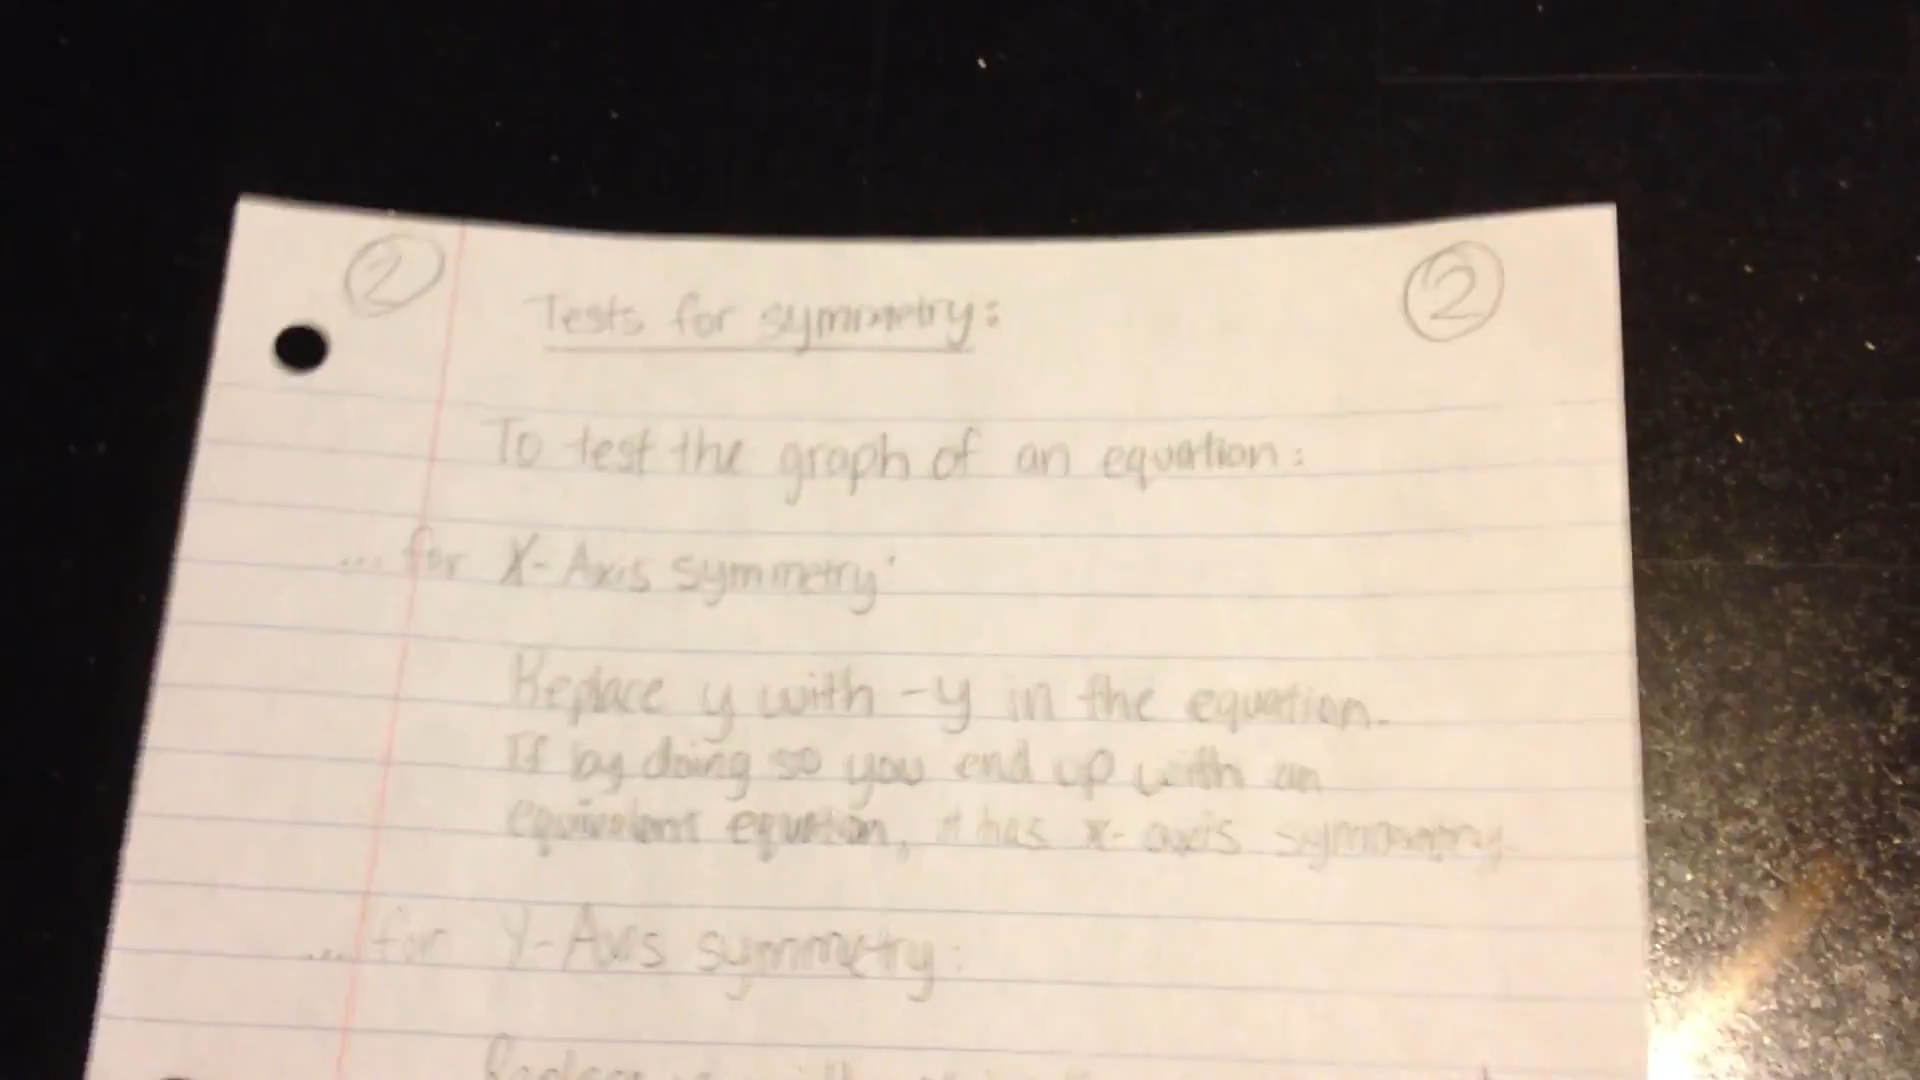 2 2
Tests for symmetry:
To test the graph of an equation:
... for X-Axis symmetry:
Replace y with -y in the equation.
If by doing so you end up with an
equivalent equation, it has x-axis symmetry.
... for Y-Axis symmetry:
Replace